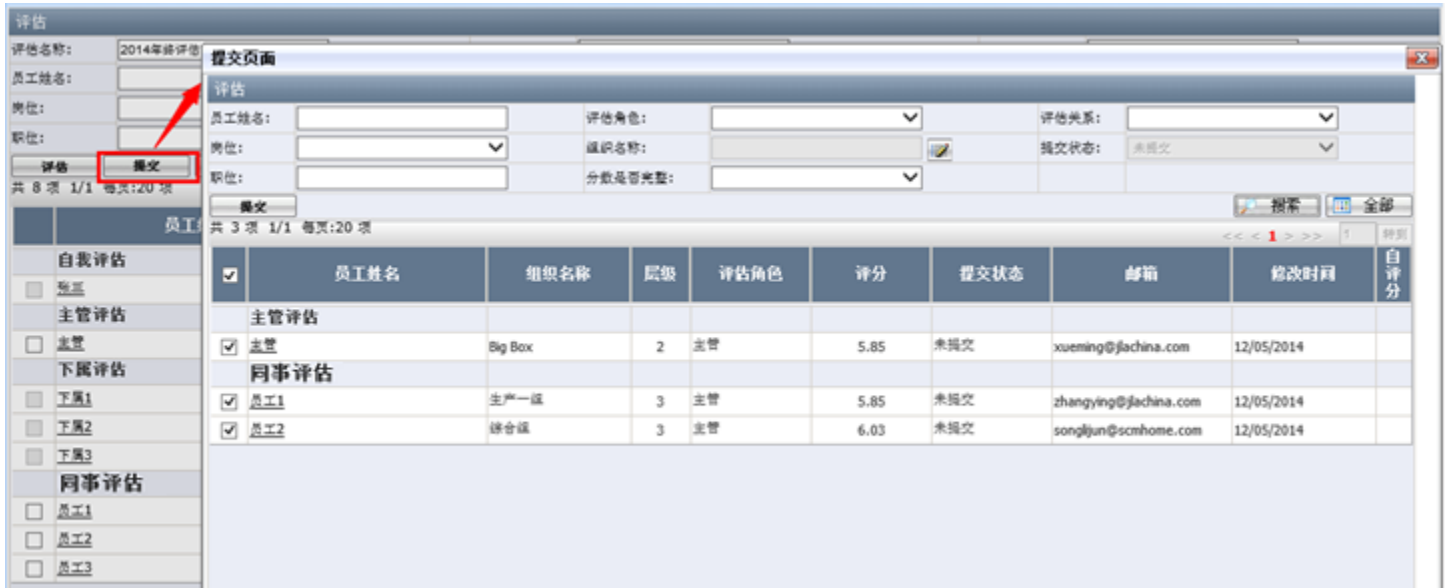 评估
评估名称: 2014年终评估
员工姓名:
岗位:
职位:
评估 提交
共 8 项 1/1 每页:20 项
员工
自我评估
张三
主管评估
主管
下属评估
下属1
下属2
下属3
同事评估
员工1
员工2
员工3
提交页面
评估
员工姓名: 评估角色: 评估关系:
岗位: 组织名称: 提交状态: 未提交
职位: 分数是否完整:
提交 搜索 全部
共 3 项 1/1 每页:20 项 << < 1 > >> 1 转到
员工姓名 组织名称 层级 评估角色 评分 提交状态 邮箱 修改时间 自评分
主管评估
主管 Big Box 2 主管 5.85 未提交 xueming@jlachina.com 12/05/2014
同事评估
员工1 生产一组 3 主管 5.85 未提交 zhangying@jlachina.com 12/05/2014
员工2 综合组 3 主管 6.03 未提交 songlijun@scmhome.com 12/05/2014